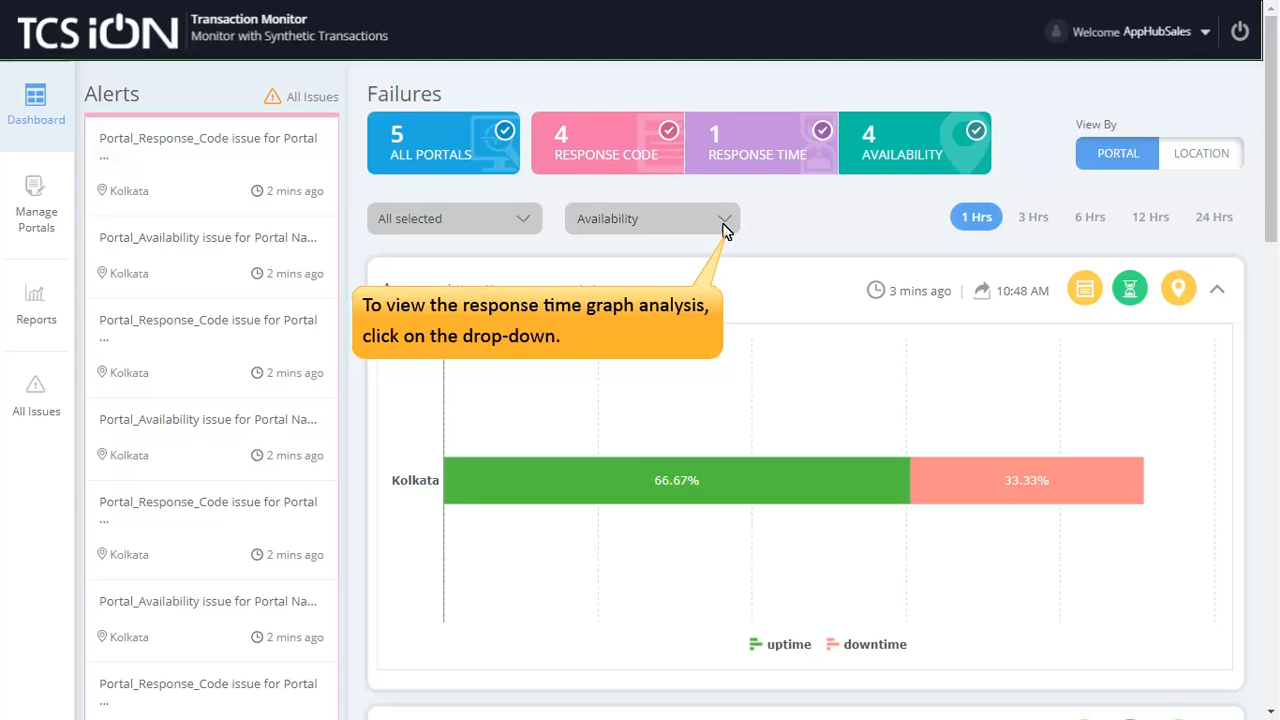 TCS iON
Transaction Monitor
Monitor with Synthetic Transactions
Welcome AppHubSales
Dashboard
Manage
Portals
Reports
All Issues
Alerts
All Issues
Portal_Response_Code issue for Portal
...
Kolkata
2 mins ago
Portal_Availability issue for Portal Na...
Kolkata
2 mins ago
Portal_Response_Code issue for Portal
...
Kolkata
2 mins ago
Portal_Availability issue for Portal Na...
Kolkata
2 mins ago
Portal_Response_Code issue for Portal
...
Kolkata
2 mins ago
Portal_Availability issue for Portal Na...
Kolkata
2 mins ago
Portal_Response_Code issue for Portal
Failures
5
ALL PORTALS
4
RESPONSE CODE
1
RESPONSE TIME
4
AVAILABILITY
View By
PORTAL
LOCATION
All selected
Availability
1 Hrs
3 Hrs
6 Hrs
12 Hrs
24 Hrs
3 mins ago
10:48 AM
To view the response time graph analysis,
click on the drop-down.
Kolkata
66.67%
33.33%
uptime
downtime